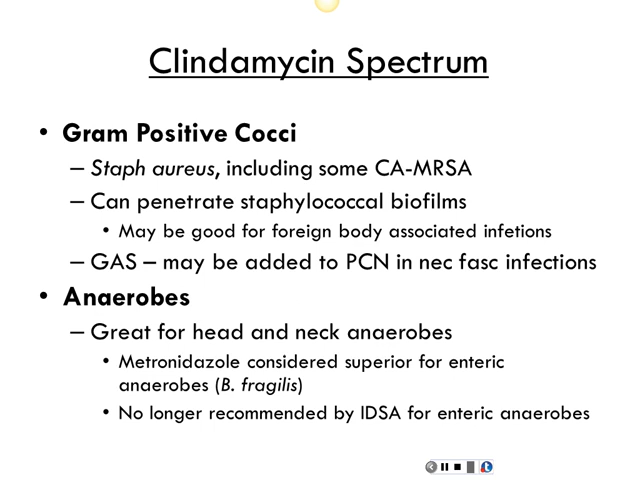 Clindamycin Spectrum
• Gram Positive Cocci
– Staph aureus, including some CA-MRSA
– Can penetrate staphylococcal biofilms
• May be good for foreign body associated infetions
– GAS – may be added to PCN in nec fasc infections
• Anaerobes
– Great for head and neck anaerobes
• Metronidazole considered superior for enteric
anaerobes (B. fragilis)
• No longer recommended by IDSA for enteric anaerobes
t